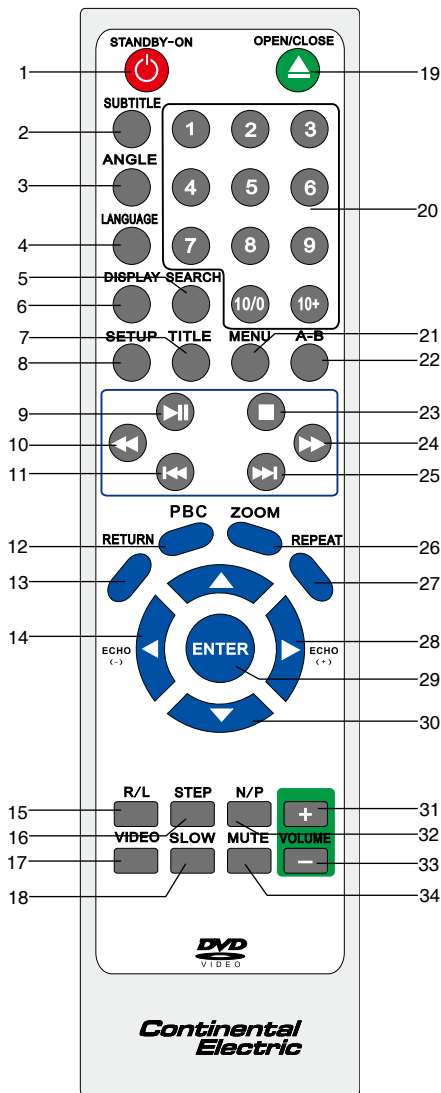 STANDBY-ON OPEN/CLOSE
1 19
SUBTITLE
2 1 2 3
ANGLE
3 4 5 6 20
LANGUAGE
4 7 8 9
5 DISPLAY SEARCH
6 10/0 10+
7 SETUP TITLE MENU A-B 21
8 22
9 23
10 24
11 25
PBC ZOOM
12 RETURN REPEAT 26
13 27
14 28
ECHO (-) ENTER ECHO (+)
29
30
R/L STEP N/P
15 + 31
16 32
17 VIDEO SLOW MUTE VOLUME 33
18 - 34
DVD
VIDEO
Continental
Electric